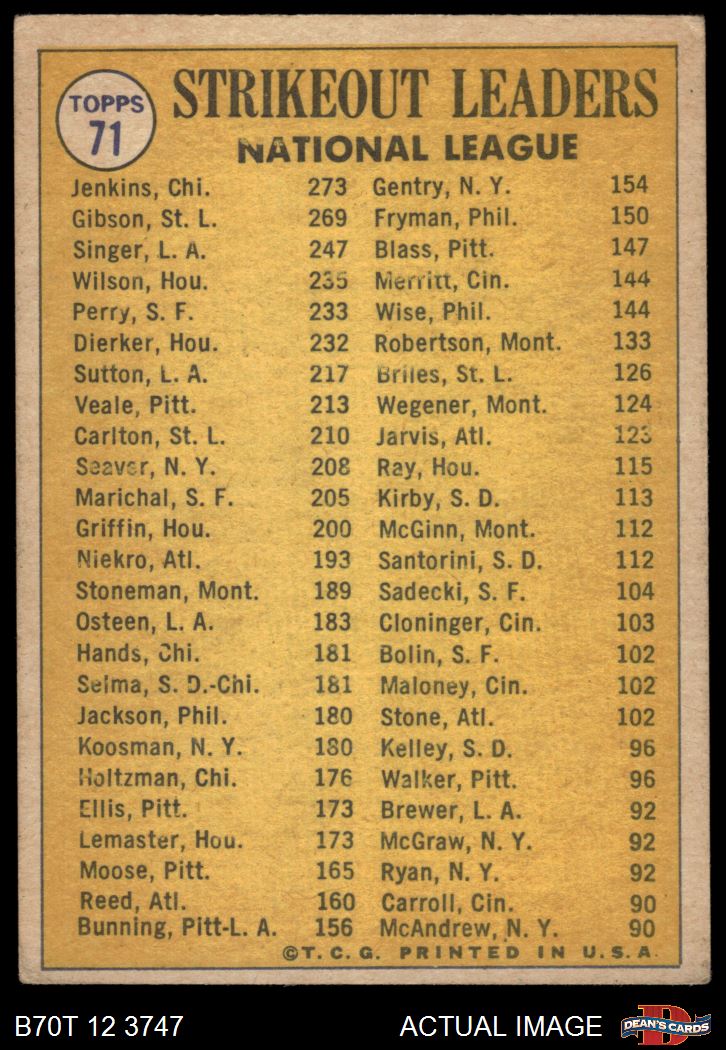 TOPPS
71
STRIKEOUT LEADERS
NATIONAL LEAGUE
Jenkins, Chi. 273 Gentry, N. Y. 154
Gibson, St. L. 269 Fryman, Phil. 150
Singer, L. A. 247 Blass, Pitt. 147
Wilson, Hou. 235 Merritt, Cin. 144
Perry, S. F. 233 Wise, Phil. 144
Dierker, Hou. 232 Robertson, Mont. 133
Sutton, L. A. 217 Briles, St. L. 126
Veale, Pitt. 213 Wegener, Mont. 124
Carlton, St. L. 210 Jarvis, Atl. 123
Seaver, N. Y. 208 Ray, Hou. 115
Marichal, S. F. 205 Kirby, S. D. 113
Griffin, Hou. 200 McGinn, Mont. 112
Niekro, Atl. 193 Santorini, S. D. 112
Stoneman, Mont. 189 Sadecki, S. F. 104
Osteen, L. A. 183 Cloninger, Cin. 103
Hands, Chi. 181 Bolin, S. F. 102
Selma, S. D.-Chi. 181 Maloney, Cin. 102
Jackson, Phil. 180 Stone, Atl. 102
Koosman, N. Y. 180 Kelley, S. D. 96
Holtzman, Chi. 176 Walker, Pitt. 96
Ellis, Pitt. 173 Brewer, L. A. 92
Lemaster, Hou. 173 McGraw, N. Y. 92
Moose, Pitt. 165 Ryan, N. Y. 92
Reed, Atl. 160 Carroll, Cin. 90
Bunning, Pitt-L. A. 156 McAndrew, N. Y. 90
©T. C. G. PRINTED IN U. S. A.
B70T 12 3747 ACTUAL IMAGE DEAN'S CARDS